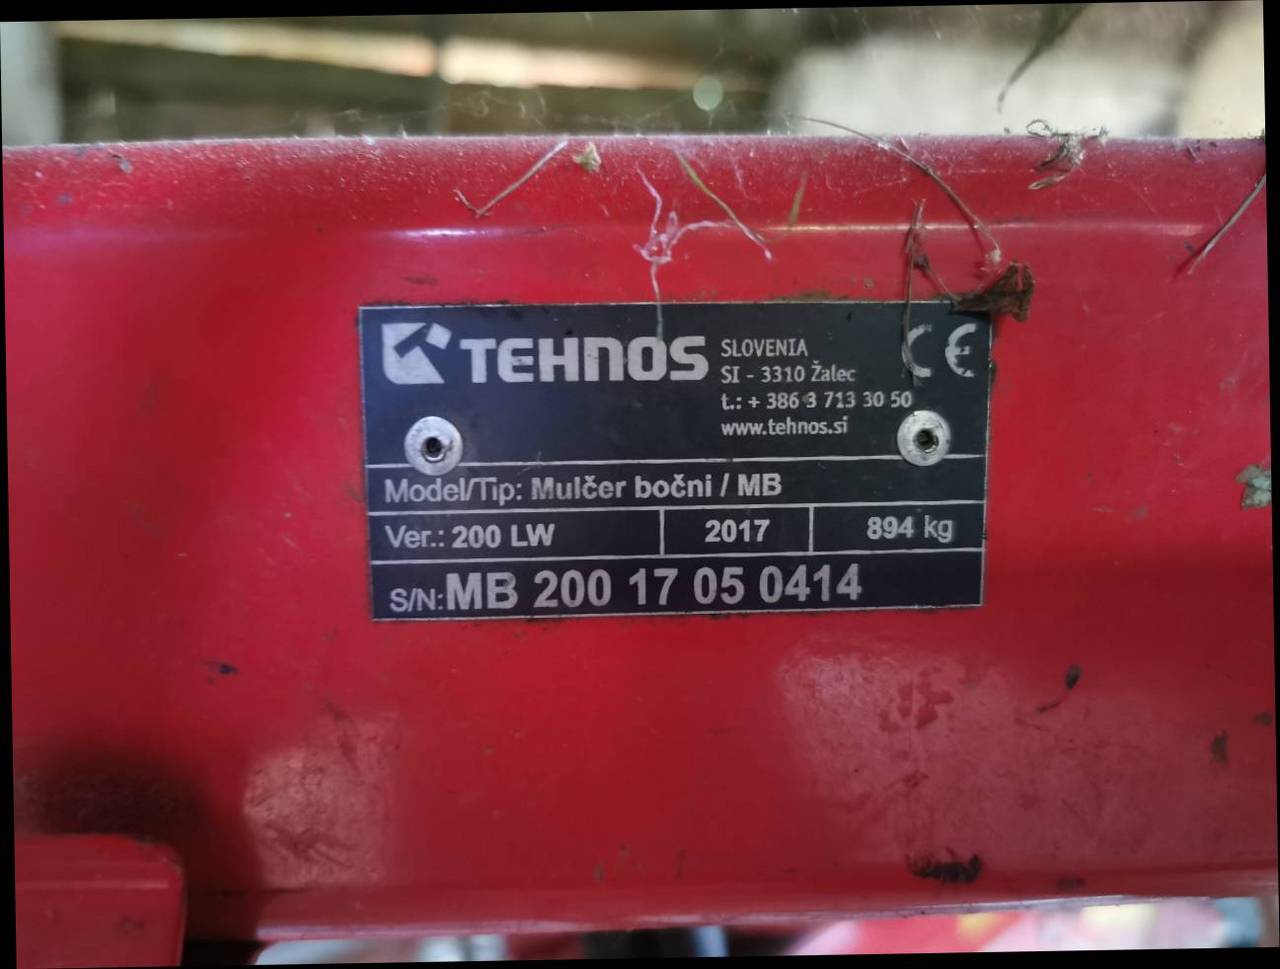 TEHNOS
SLOVENIA
SI - 3310 Žalec
t.: + 386 3 713 30 50
www.tehnos.si
CE
Model/Tip: Mulčer bočni / MB
Ver.: 200 LW 2017 894 kg
S/N: MB 200 17 05 0414